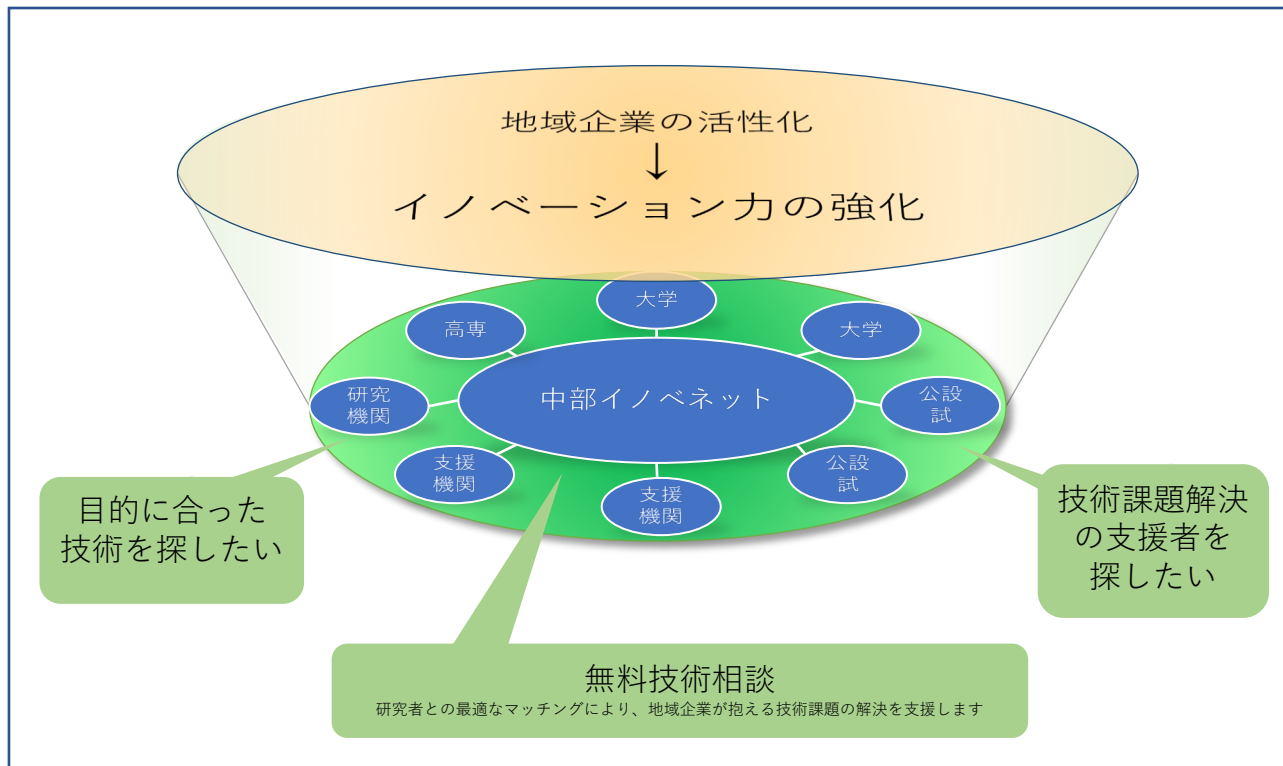 地域企業の活性化
↓
イノベーション力の強化
大学
高専
大学
中部イノベネット
研究
機関
公設
試
支援
機関
公設
試
支援
機関
目的に合った
技術を探したい
技術課題解決
の支援者を
探したい
無料技術相談
研究者との最適なマッチングにより、地域企業が抱える技術課題の解決を支援します